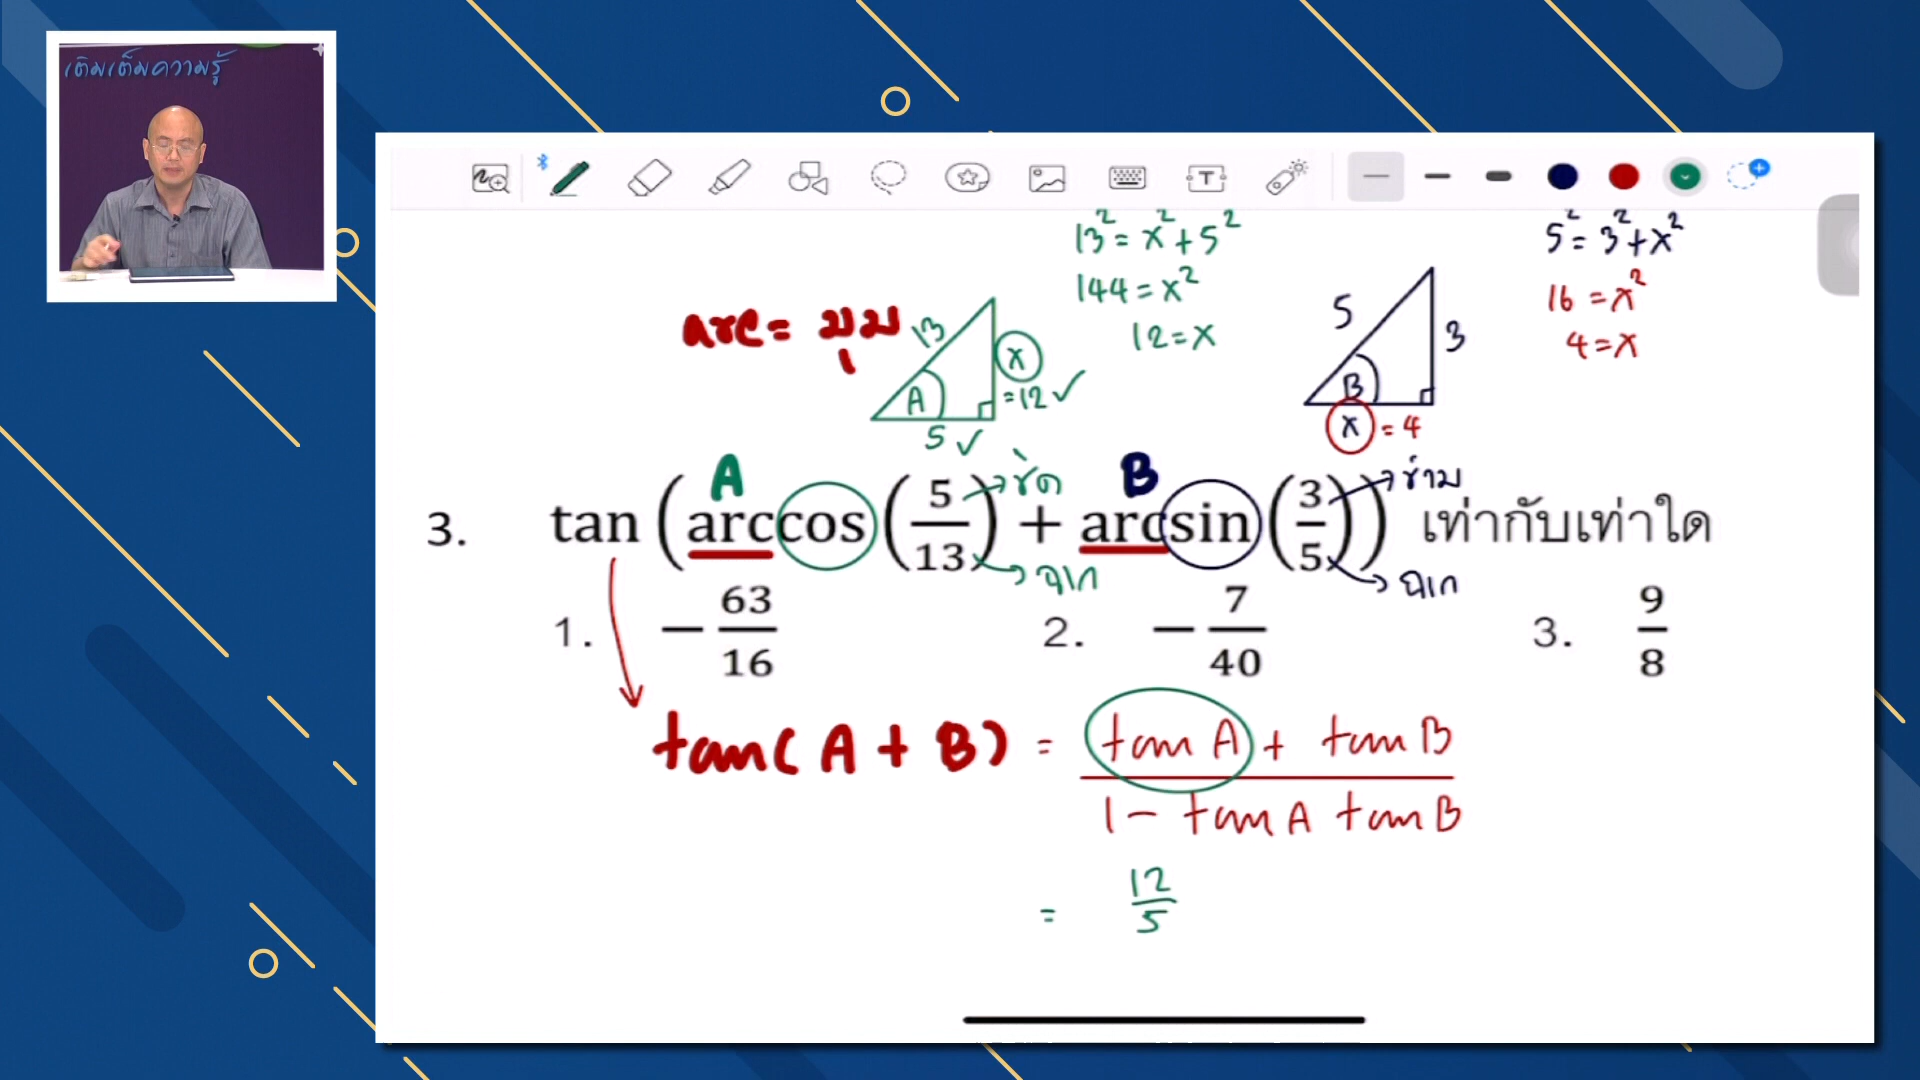 เติมเต็มความรู้
13² = x² + 5²
144 = x²
12 = x
5² = 3² + x²
16 = x²
4 = x
arc = มุม
13
A
x
= 12 ✓
5 ✓
5
3
B
x = 4
A
B
ชิด
ข้าม
3. tan (arccos (5/13) + arcsin (3/5)) เท่ากับเท่าใด
ฉาก
ฉาก
1. −63/16 2. −7/40 3. 9/8
tan(A + B) = (tan A + tan B)/(1 − tan A tan B)
= 12/5